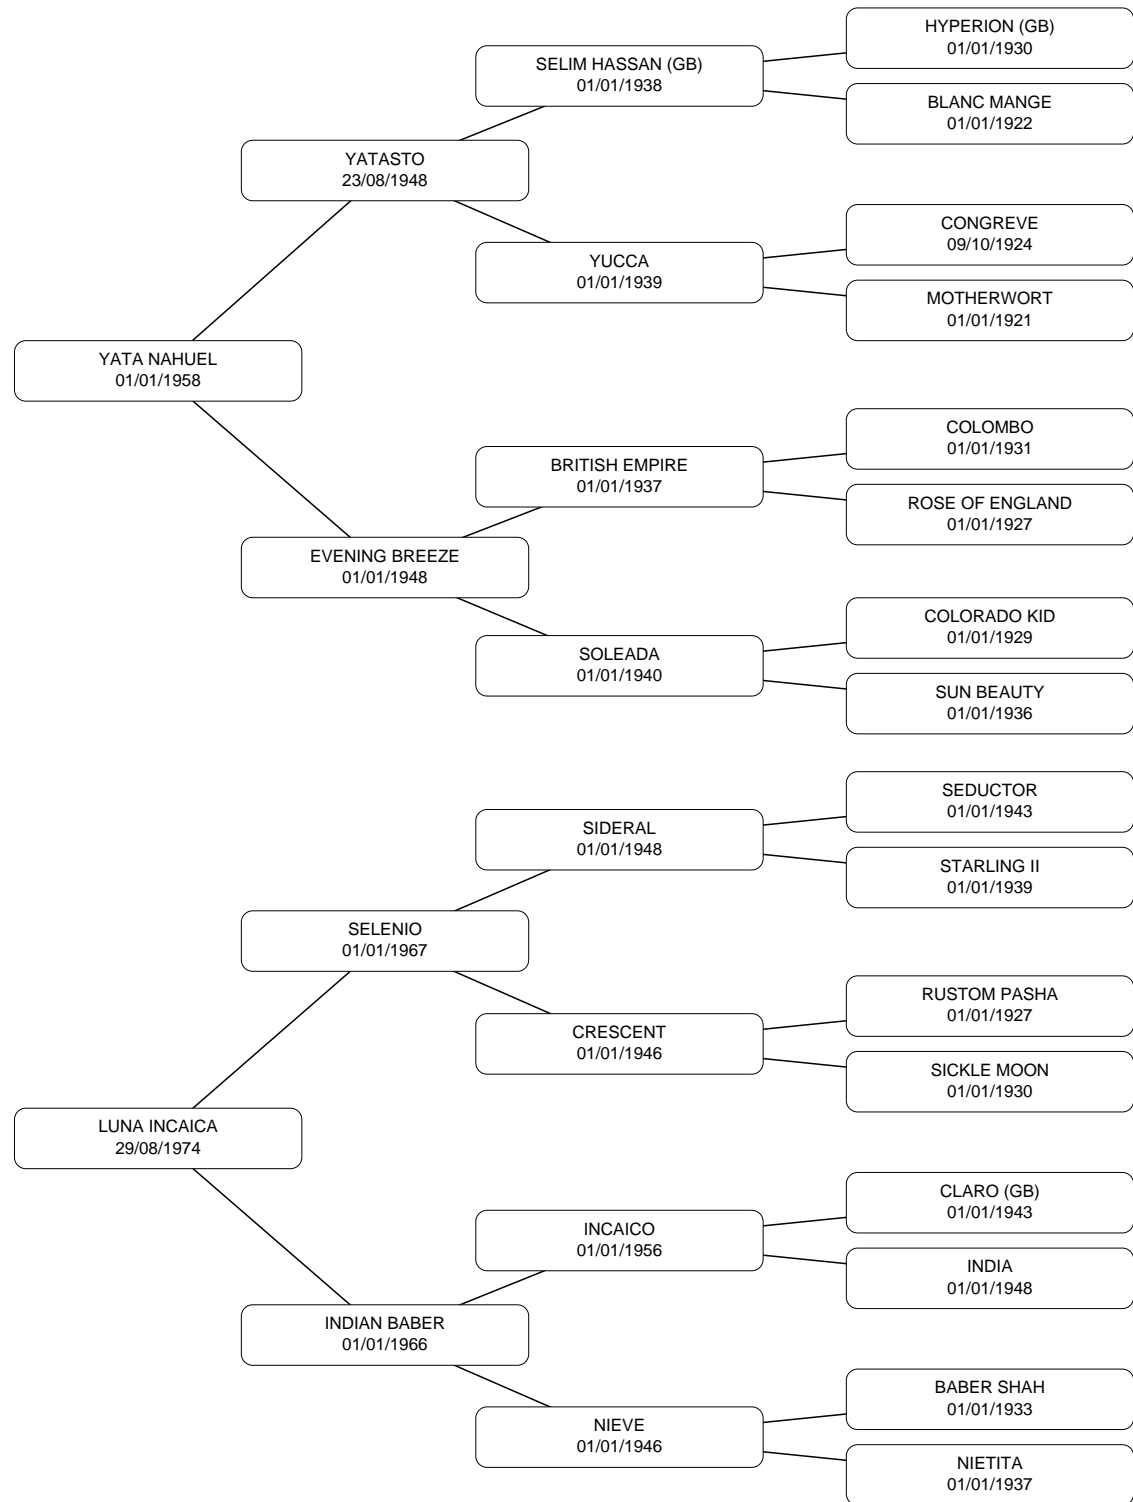 HYPERION (GB)
01/01/1930
SELIM HASSAN (GB)
01/01/1938
BLANC MANGE
01/01/1922
YATASTO
23/08/1948
CONGREVE
09/10/1924
YUCCA
01/01/1939
MOTHERWORT
01/01/1921
YATA NAHUEL
01/01/1958
COLOMBO
01/01/1931
BRITISH EMPIRE
01/01/1937
ROSE OF ENGLAND
01/01/1927
EVENING BREEZE
01/01/1948
COLORADO KID
01/01/1929
SOLEADA
01/01/1940
SUN BEAUTY
01/01/1936
SEDUCTOR
01/01/1943
SIDERAL
01/01/1948
STARLING II
01/01/1939
SELENIO
01/01/1967
RUSTOM PASHA
01/01/1927
CRESCENT
01/01/1946
SICKLE MOON
01/01/1930
LUNA INCAICA
29/08/1974
CLARO (GB)
01/01/1943
INCAICO
01/01/1956
INDIA
01/01/1948
INDIAN BABER
01/01/1966
BABER SHAH
01/01/1933
NIEVE
01/01/1946
NIETITA
01/01/1937